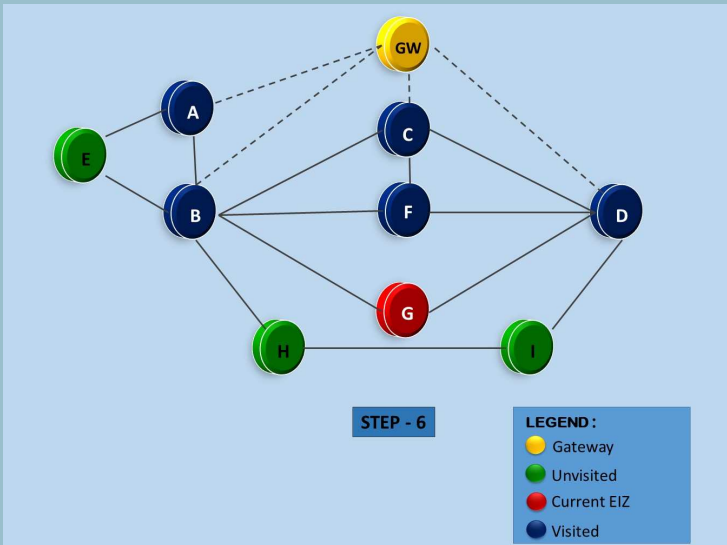 GW
A
C
E
B
F
D
G
H
I
STEP - 6
LEGEND :
Gateway
Unvisited
Current EIZ
Visited